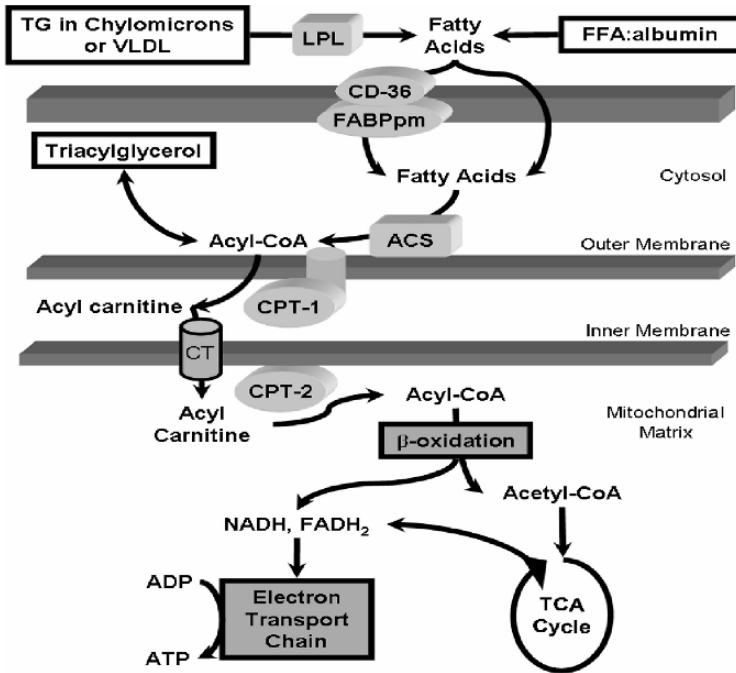 TG in Chylomicrons
or VLDL
LPL
Fatty
Acids
FFA:albumin
CD-36
FABPpm
Triacylglycerol
Fatty Acids
Cytosol
Acyl-CoA
ACS
Outer Membrane
Acyl carnitine
CPT-1
Inner Membrane
CT
CPT-2
Acyl
Carnitine
Acyl-CoA
Mitochondrial
Matrix
β-oxidation
Acetyl-CoA
NADH, FADH₂
ADP
Electron
Transport
Chain
TCA
Cycle
ATP